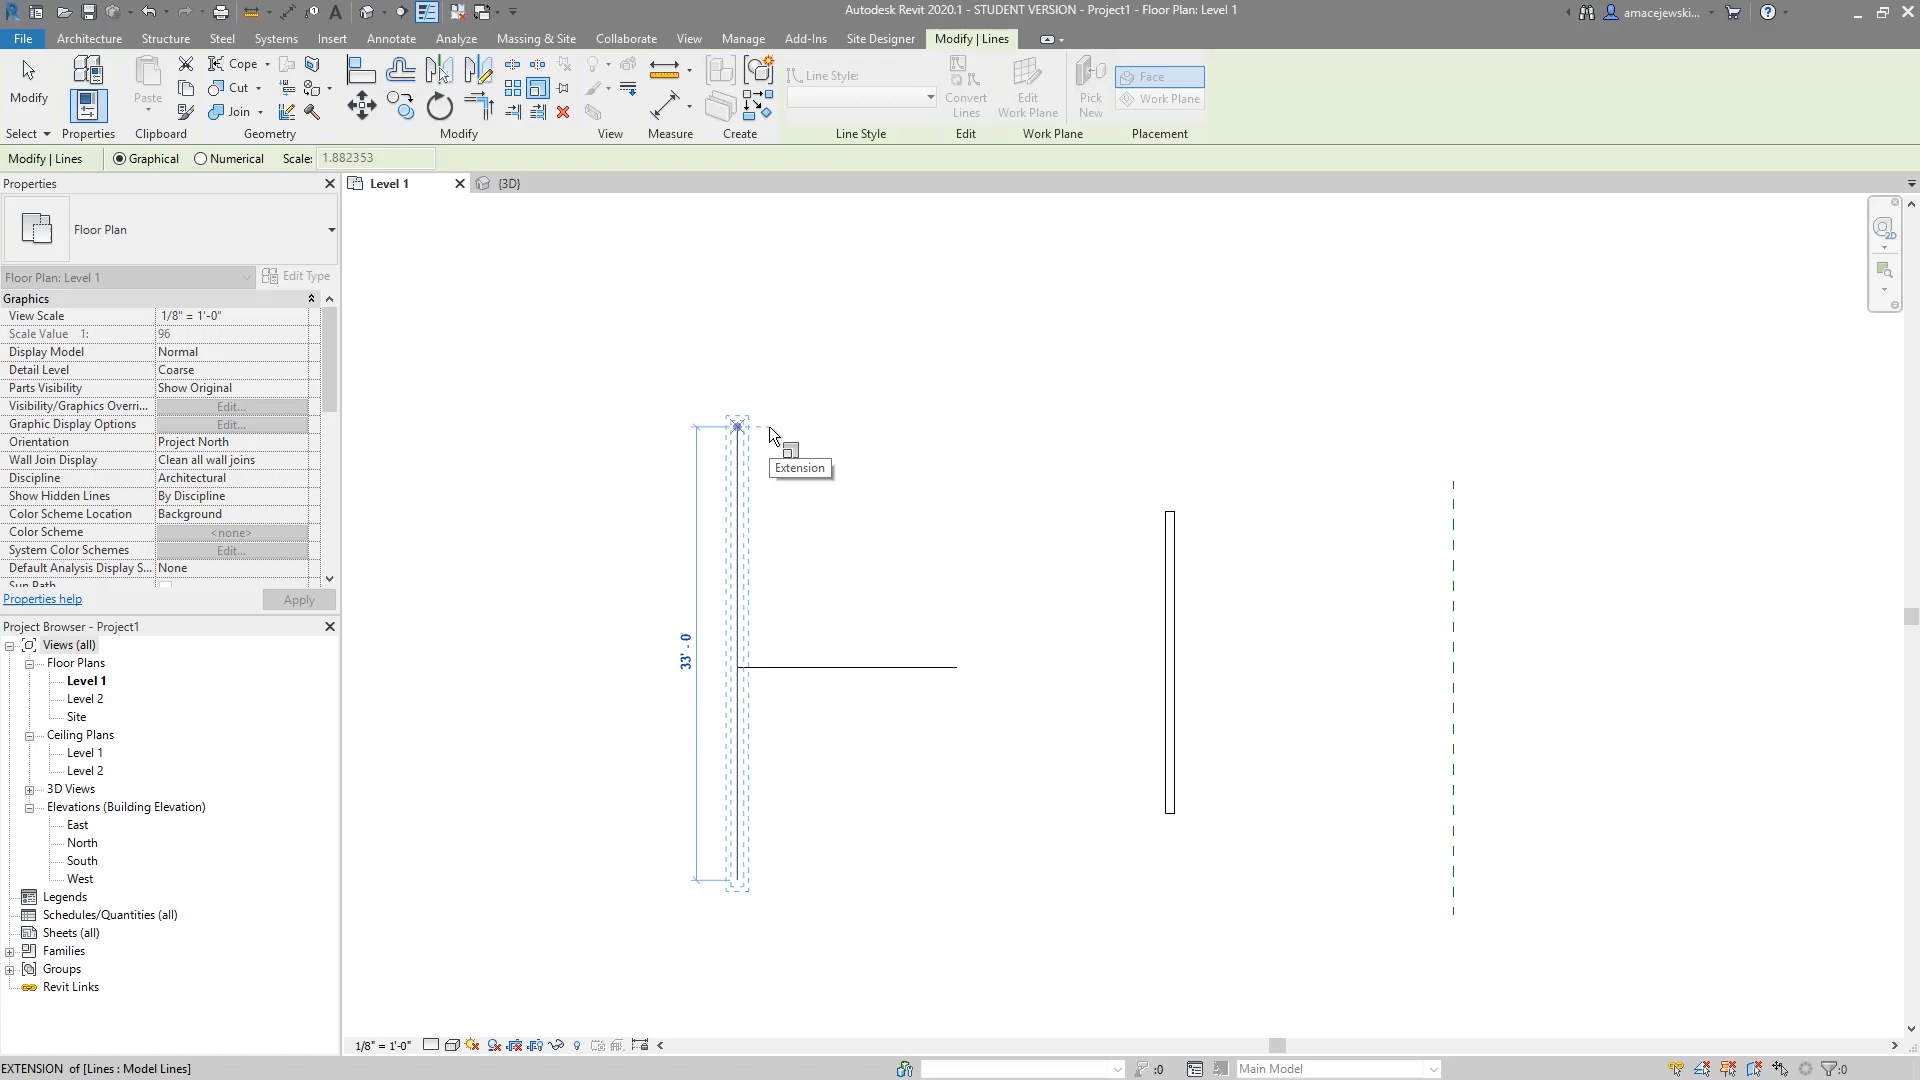 Autodesk Revit 2020.1 - STUDENT VERSION - Project1 - Floor Plan: Level 1
amacejewski...
File Architecture Structure Steel Systems Insert Annotate Analyze Massing & Site Collaborate View Manage Add-Ins Site Designer Modify | Lines
Modify
Paste
Cope
Cut
Join
Line Style:
Convert
Lines
Edit
Work Plane
Pick
New
Face
Work Plane
Select Properties Clipboard Geometry Modify View Measure Create Line Style Edit Work Plane Placement
Modify | Lines Graphical Numerical Scale: 1.882353
Properties
Level 1
{3D}
Floor Plan
Floor Plan: Level 1 Edit Type
Graphics
View Scale 1/8" = 1'-0"
Scale Value 1: 96
Display Model Normal
Detail Level Coarse
Parts Visibility Show Original
Visibility/Graphics Overri... Edit...
Graphic Display Options Edit...
Orientation Project North
Wall Join Display Clean all wall joins
Discipline Architectural
Show Hidden Lines By Discipline
Color Scheme Location Background
Color Scheme <none>
System Color Schemes Edit...
Default Analysis Display S... None
Sun Path
Properties help Apply
Project Browser - Project1
Views (all)
Floor Plans
Level 1
Level 2
Site
Ceiling Plans
Level 1
Level 2
3D Views
Elevations (Building Elevation)
East
North
South
West
Legends
Schedules/Quantities (all)
Sheets (all)
Families
Groups
Revit Links
33' - 0
Extension
2D
1/8" = 1'-0"
EXTENSION of [Lines : Model Lines]
:0
Main Model
:0